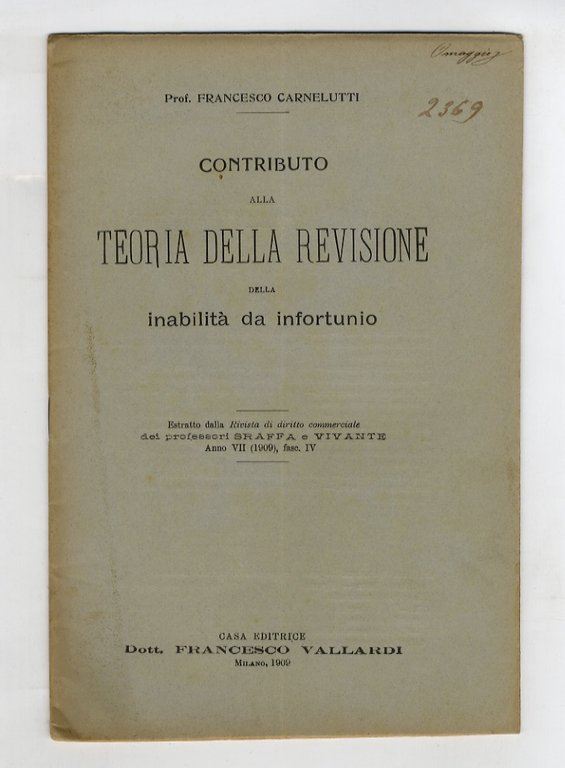 Omaggio
2369
Prof. FRANCESCO CARNELUTTI
CONTRIBUTO
ALLA
TEORIA DELLA REVISIONE
DELLA
inabilità da infortunio
Estratto dalla Rivista di diritto commerciale
dei professori SRAFFA e VIVANTE
Anno VII (1909), fasc. IV
CASA EDITRICE
Dott. FRANCESCO VALLARDI
MILANO, 1909